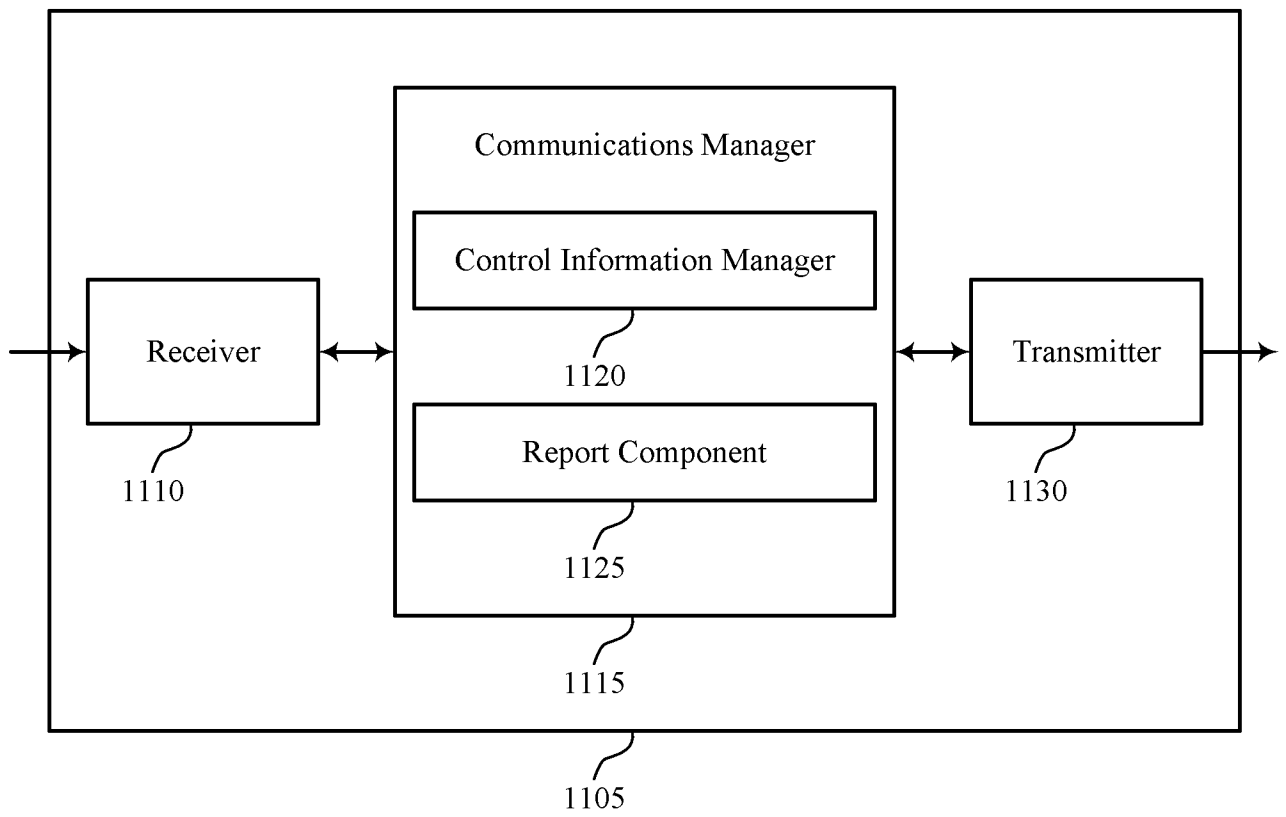 Communications Manager
Control Information Manager
1120
Receiver
1110
Transmitter
1130
Report Component
1125
1115
1105